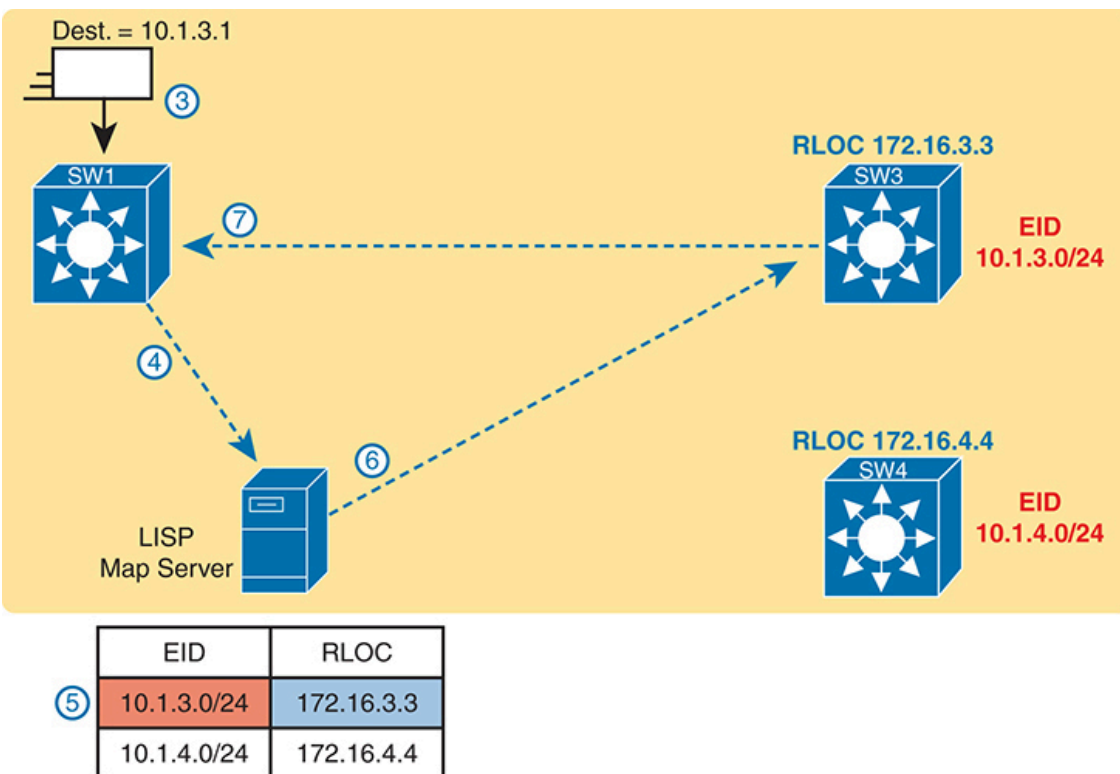 Dest. = 10.1.3.1
③
SW1
RLOC 172.16.3.3
SW3
EID
10.1.3.0/24
⑦
④
⑥
LISP
Map Server
RLOC 172.16.4.4
SW4
EID
10.1.4.0/24
EID RLOC
⑤ 10.1.3.0/24 172.16.3.3
10.1.4.0/24 172.16.4.4